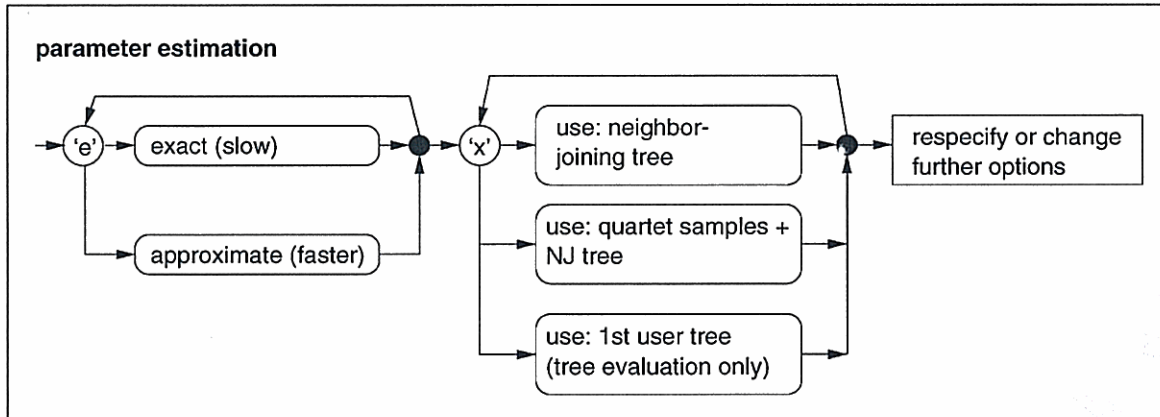 parameter estimation
‘e’
exact (slow)
approximate (faster)
‘x’
use: neighbor-
joining tree
use: quartet samples +
NJ tree
use: 1st user tree
(tree evaluation only)
respecify or change
further options